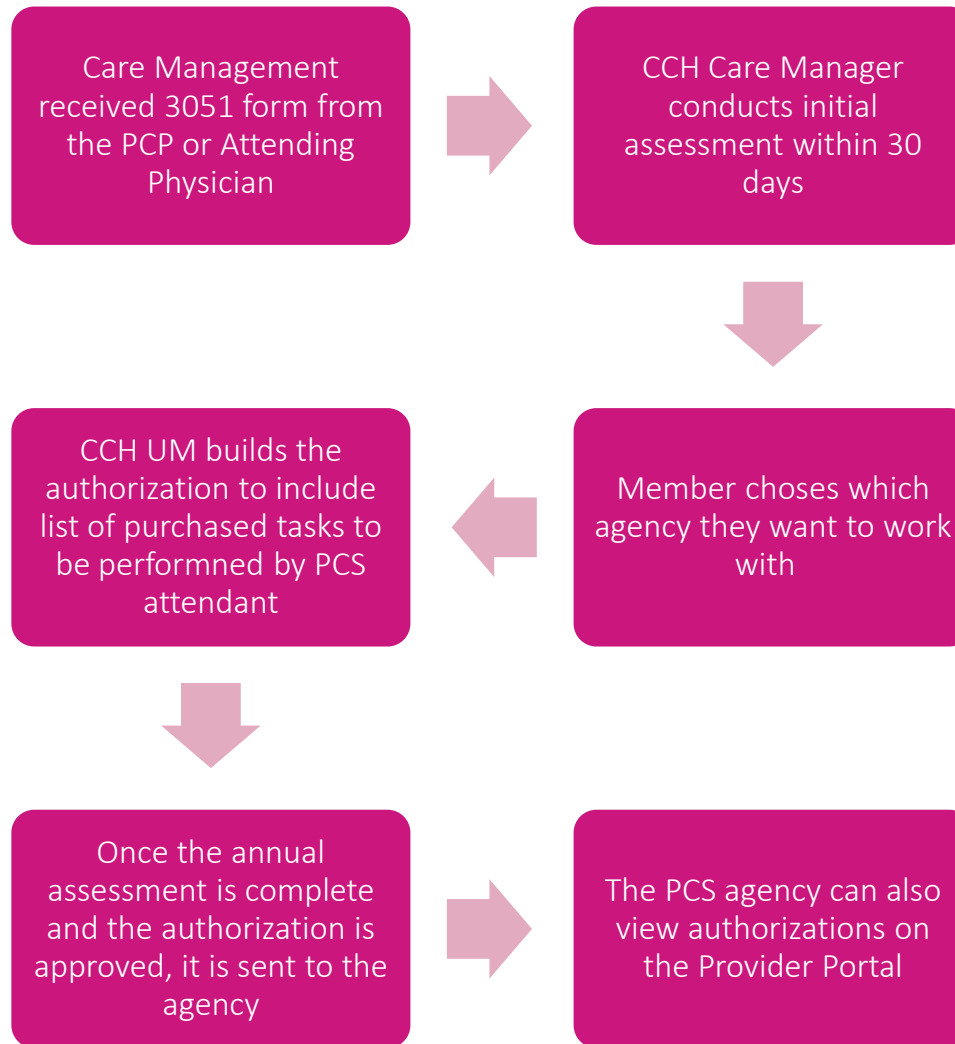 Care Management
received 3051 form from
the PCP or Attending
Physician
CCH Care Manager
conducts initial
assessment within 30
days
Member choses which
agency they want to work
with
CCH UM builds the
authorization to include
list of purchased tasks to
be performned by PCS
attendant
Once the annual
assessment is complete
and the authorization is
approved, it is sent to the
agency
The PCS agency can also
view authorizations on
the Provider Portal